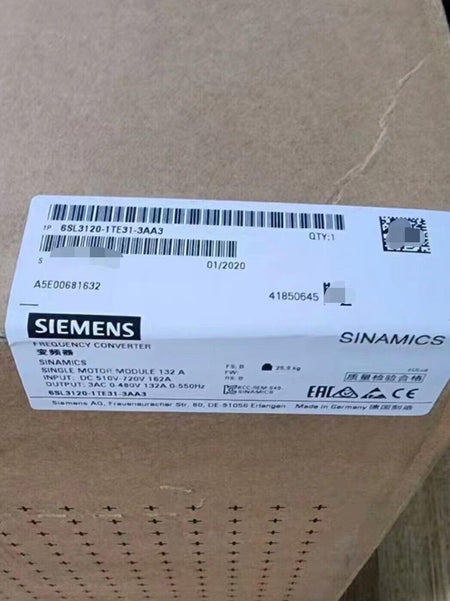 1P 6SL3120-1TE31-3AA3
QTY:1
S
01/2020
A5E00681632
41850645
SIEMENS
SINAMICS
FREQUENCY CONVERTER
变频器
SINAMICS
SINGLE MOTOR MODULE 132 A
INPUT: DC 510V-720V 162A
OUTPUT: 3AC 0-480V 132A 0-550Hz
6SL3120-1TE31-3AA3
FS: B
FW:
质量检验合格
EAC
CE
Siemens AG, Frauenauracher Str. 80, DE-91056 Erlangen
Made in Germany 德国制造